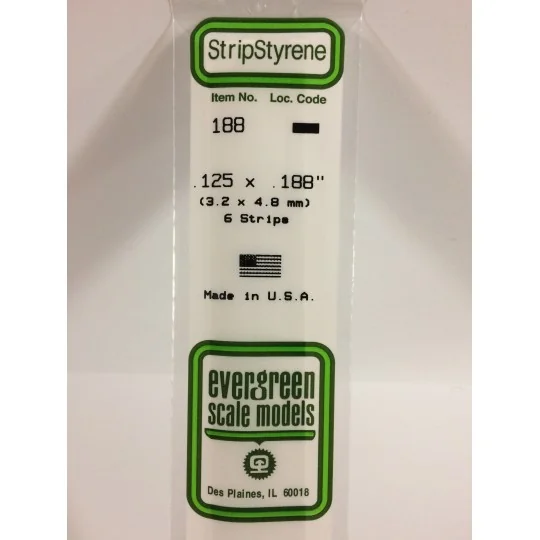 StripStyrene
Item No. Loc. Code
188
.125 x .188"
(3.2 x 4.8 mm)
6 Strips
Made in U.S.A.
evergreen
scale models
Des Plaines, IL 60018